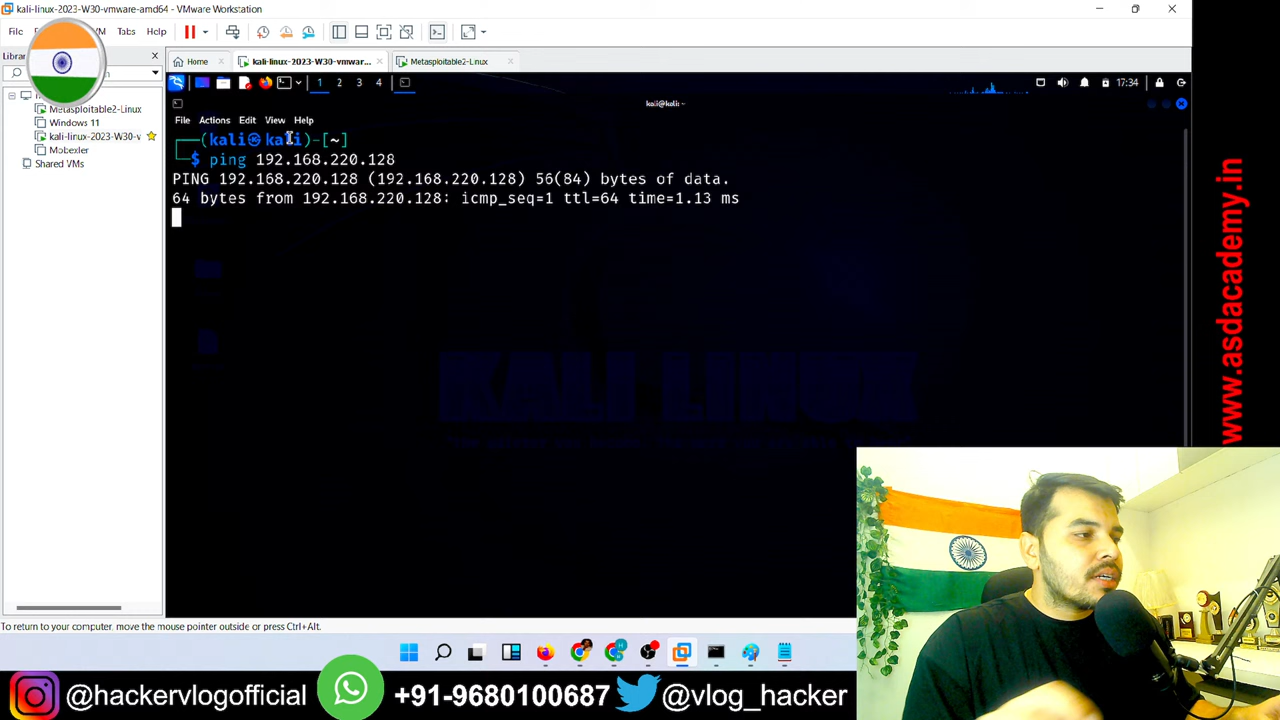 kali-linux-2023-W30-vmware-amd64 - VMware Workstation
File
VM Tabs Help
Librar
Home
kali-linux-2023-W30-vmwar...
Metasploitable2-Linux
Metasploitable2-Linux
Windows 11
kali-linux-2023-W30-v
Mobexler
Shared VMs
1 2 3 4
17:34
kali@kali: ~
File Actions Edit View Help
(kali㉿kali)-[~]
$ ping 192.168.220.128
PING 192.168.220.128 (192.168.220.128) 56(84) bytes of data.
64 bytes from 192.168.220.128: icmp_seq=1 ttl=64 time=1.13 ms
KALI LINUX
www.asdacademy.in
To return to your computer, move the mouse pointer outside or press Ctrl+Alt.
@hackervlogofficial
+91-9680100687
@vlog_hacker